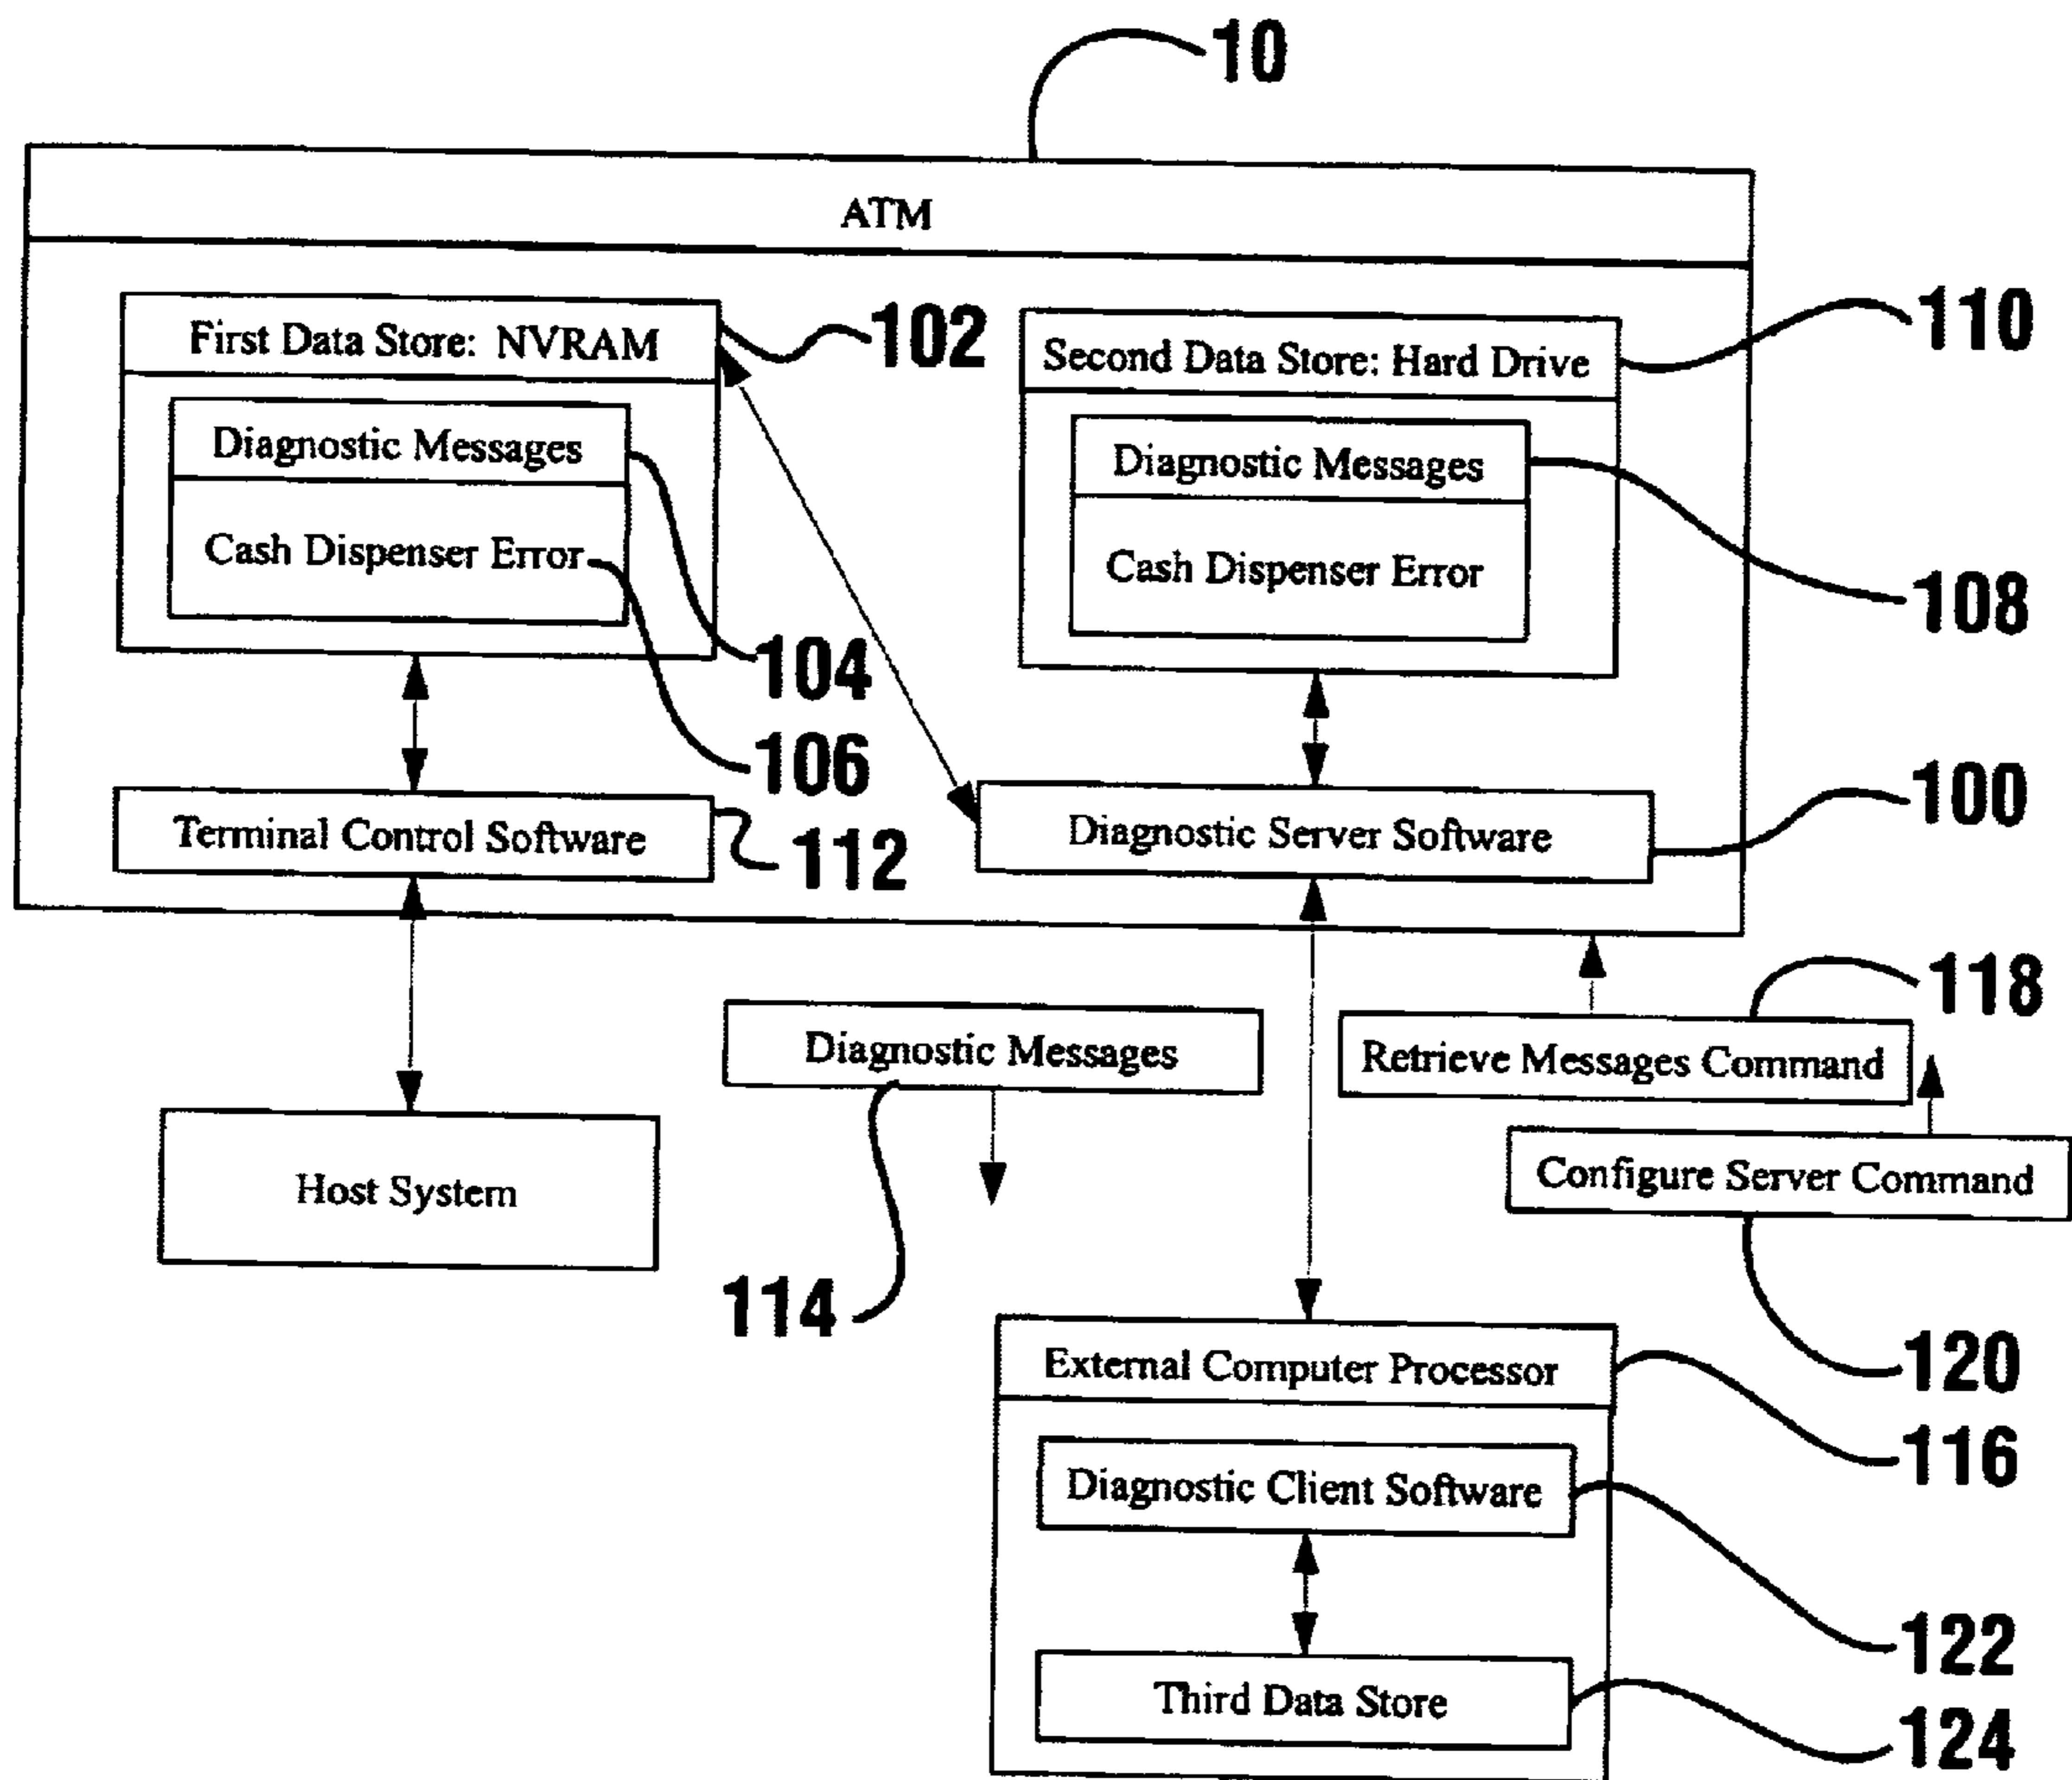 10
ATM
First Data Store: NVRAM
102
Second Data Store: Hard Drive
110
Diagnostic Messages
Diagnostic Messages
Cash Dispenser Error
Cash Dispenser Error
108
104
106
100
Terminal Control Software
112
Diagnostic Server Software
118
Diagnostic Messages
Retrieve Messages Command
Host System
Configure Server Command
114
120
External Computer Processor
116
Diagnostic Client Software
122
Third Data Store
124